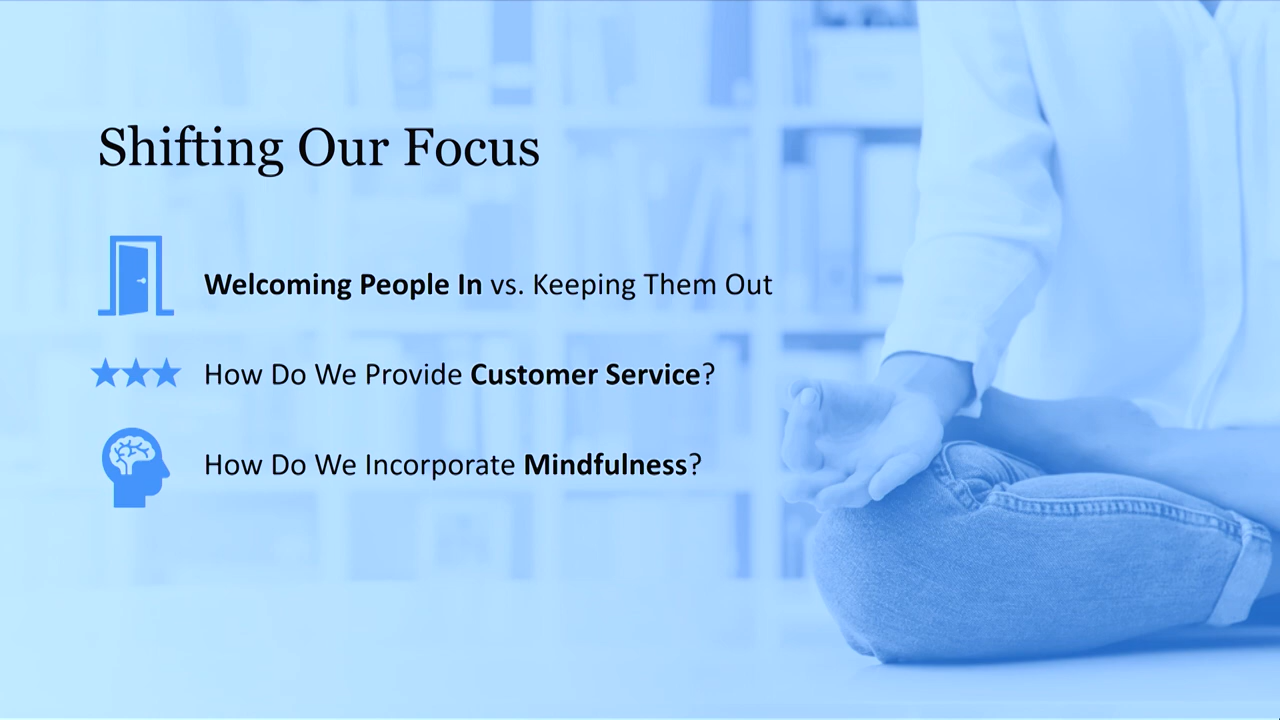 Shifting Our Focus
Welcoming People In vs. Keeping Them Out
How Do We Provide Customer Service?
How Do We Incorporate Mindfulness?